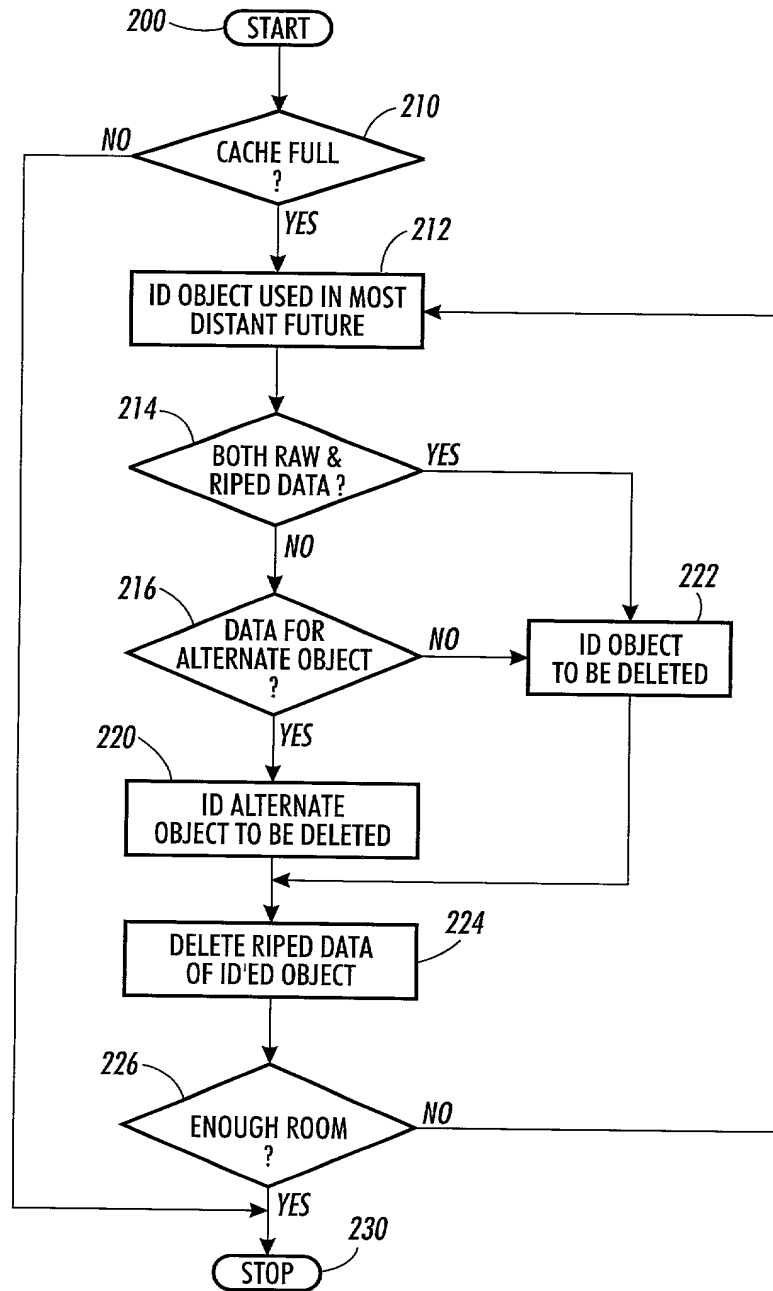 200
START
210
NO
CACHE FULL
?
YES
212
ID OBJECT USED IN MOST
DISTANT FUTURE
214
BOTH RAW &
RIPED DATA ?
YES
NO
216
DATA FOR
ALTERNATE OBJECT
?
NO
222
ID OBJECT
TO BE DELETED
YES
220
ID ALTERNATE
OBJECT TO BE DELETED
DELETE RIPED DATA
OF ID'ED OBJECT
224
226
ENOUGH ROOM
?
NO
YES
STOP
230